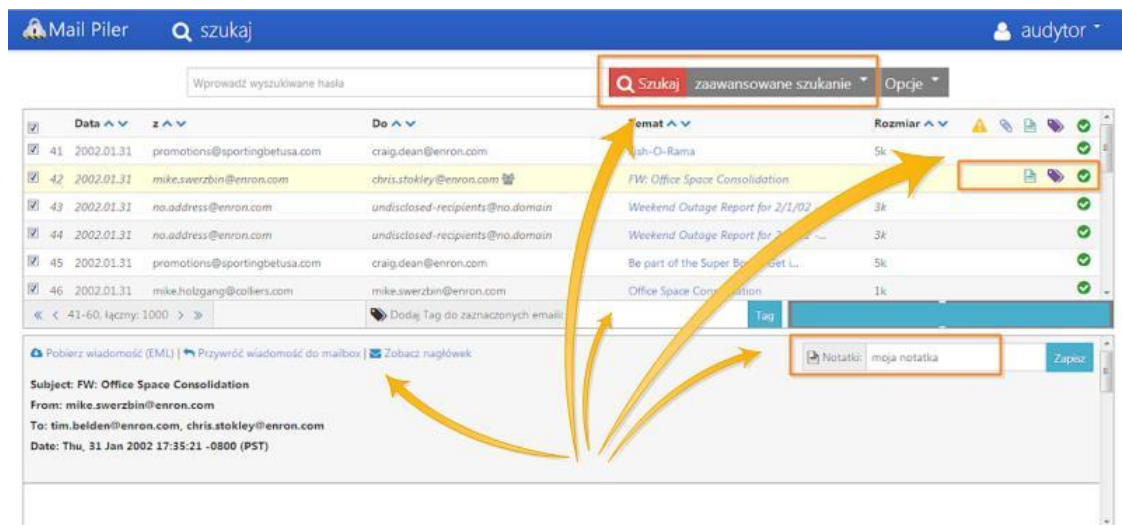 Mail Piler szukaj audytor
Wprowadź wyszukiwane hasła Szukaj zaawansowane szukanie Opcje
Data z Do Temat Rozmiar
41 2002.01.31 promotions@sportingbetusa.com craig.dean@enron.com ish-O-Rama 5k
42 2002.01.31 mike.swerzbin@enron.com chris.stokley@enron.com FW: Office Space Consolidation
43 2002.01.31 no.address@enron.com undisclosed-recipients@no.domain Weekend Outage Report for 2/1/02 -... 3k
44 2002.01.31 no.address@enron.com undisclosed-recipients@no.domain Weekend Outage Report for 3k
45 2002.01.31 promotions@sportingbetusa.com craig.dean@enron.com Be part of the Super 5k
46 2002.01.31 mike.holzgang@colliers.com mike.swerzbin@enron.com Office Space 1k
« < 41-60, łączny: 1000 > » Dodaj Tag do zaznaczonych emaili: Tag
Pobierz wiadomość (EML) | Przywróć wiadomość do mailbox | Zobacz nagłówek Notatki: moja notatka Zapisz
Subject: FW: Office Space Consolidation
From: mike.swerzbin@enron.com
To: tim.belden@enron.com, chris.stokley@enron.com
Date: Thu, 31 Jan 2002 17:35:21 -0800 (PST)